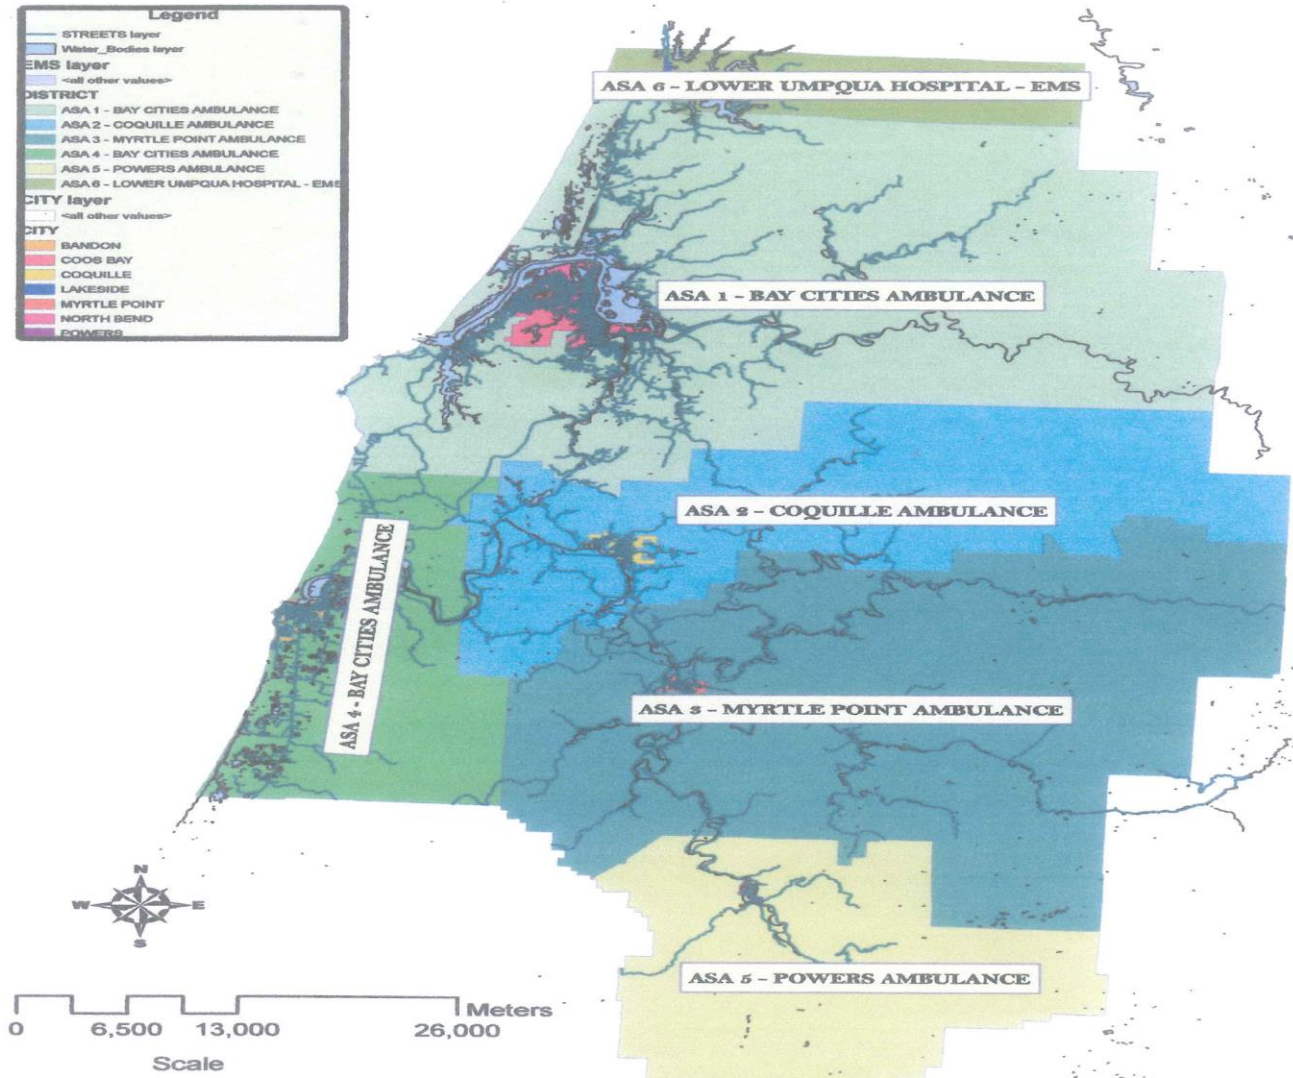 Legend
STREETS layer
Water_Bodies layer
EMS layer
<all other values>
DISTRICT
ASA 1 - BAY CITIES AMBULANCE
ASA 2 - COQUILLE AMBULANCE
ASA 3 - MYRTLE POINT AMBULANCE
ASA 4 - BAY CITIES AMBULANCE
ASA 5 - POWERS AMBULANCE
ASA 6 - LOWER UMPQUA HOSPITAL - EMS
CITY layer
<all other values>
CITY
BANDON
COOS BAY
COQUILLE
LAKESIDE
MYRTLE POINT
NORTH BEND
POWERS
ASA 6 - LOWER UMPQUA HOSPITAL - EMS
ASA 1 - BAY CITIES AMBULANCE
ASA 2 - COQUILLE AMBULANCE
ASA 4 - BAY CITIES AMBULANCE
ASA 3 - MYRTLE POINT AMBULANCE
ASA 5 - POWERS AMBULANCE
N
W E
S
Meters
0 6,500 13,000 26,000
Scale